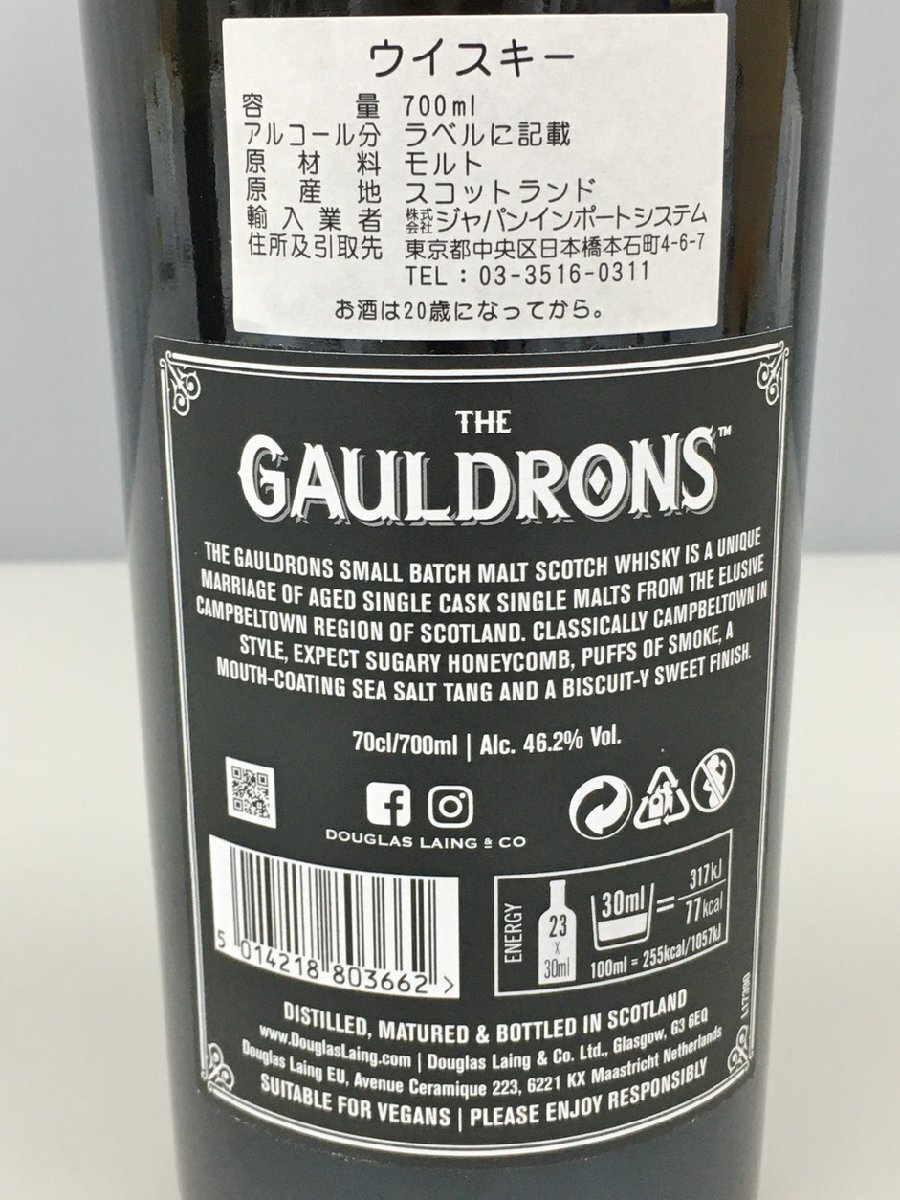 ウイスキー
容量 700ml
アルコール分 ラベルに記載
原材料 モルト
原産地 スコットランド
輸入業者 株式会社ジャパンインポートシステム
住所及引取先 東京都中央区日本橋本石町4-6-7
TEL：03-3516-0311
お酒は20歳になってから。
THE
GAULDRONS™
THE GAULDRONS SMALL BATCH MALT SCOTCH WHISKY IS A UNIQUE
MARRIAGE OF AGED SINGLE CASK SINGLE MALTS FROM THE ELUSIVE
CAMPBELTOWN REGION OF SCOTLAND. CLASSICALLY CAMPBELTOWN IN
STYLE, EXPECT SUGARY HONEYCOMB, PUFFS OF SMOKE, A
MOUTH-COATING SEA SALT TANG AND A BISCUIT-Y SWEET FINISH.
70cl/700ml | Alc. 46.2% Vol.
DOUGLAS LAING & CO
5 014218 803662 >
ENERGY
23
x
30ml
30ml = 317kJ
77kcal
100ml = 255kcal/1057kJ
DISTILLED, MATURED & BOTTLED IN SCOTLAND
www.DouglasLaing.com | Douglas Laing & Co. Ltd., Glasgow, G3 6EQ
Douglas Laing EU, Avenue Ceramique 223, 6221 KX Maastricht Netherlands
SUITABLE FOR VEGANS | PLEASE ENJOY RESPONSIBLY